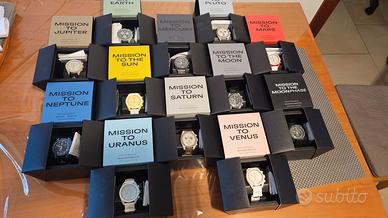 EARTH
PLUTO
MISSION
TO
JUPITER
MISSION
TO
MERCURY
MISSION
TO
MARS
MISSION
TO THE
SUN
MISSION
TO THE
MOON
MISSION
TO
NEPTUNE
MISSION
TO
SATURN
MISSION
TO THE
MOONPHASE
MISSION
TO
URANUS
MISSION
TO
VENUS
subito